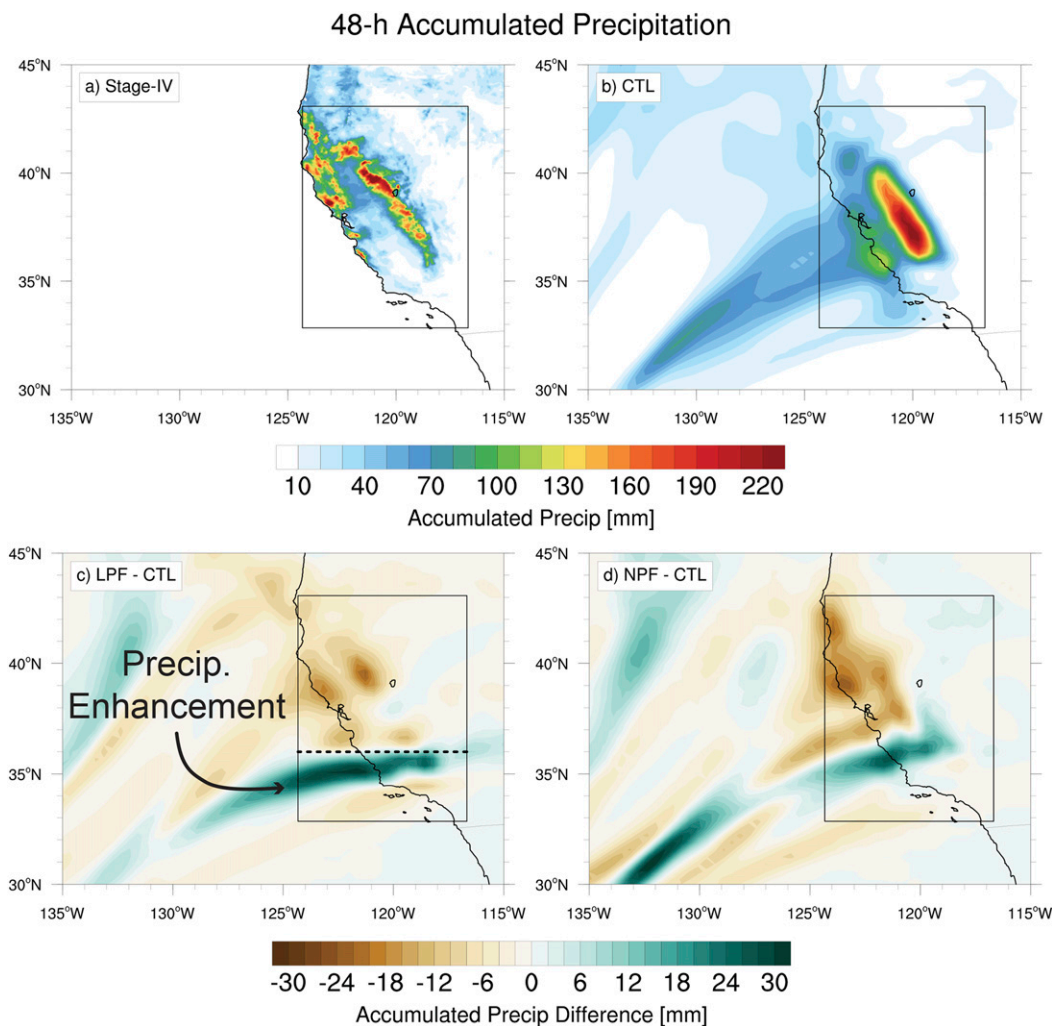 48-h Accumulated Precipitation
45°N
a) Stage-IV
40°N
35°N
30°N
135°W 130°W 125°W 120°W 115°W
45°N
b) CTL
40°N
35°N
30°N
135°W 130°W 125°W 120°W 115°W
10 40 70 100 130 160 190 220
Accumulated Precip [mm]
45°N
c) LPF - CTL
40°N
Precip.
Enhancement
35°N
30°N
135°W 130°W 125°W 120°W 115°W
45°N
d) NPF - CTL
40°N
35°N
30°N
135°W 130°W 125°W 120°W 115°W
-30 -24 -18 -12 -6 0 6 12 18 24 30
Accumulated Precip Difference [mm]